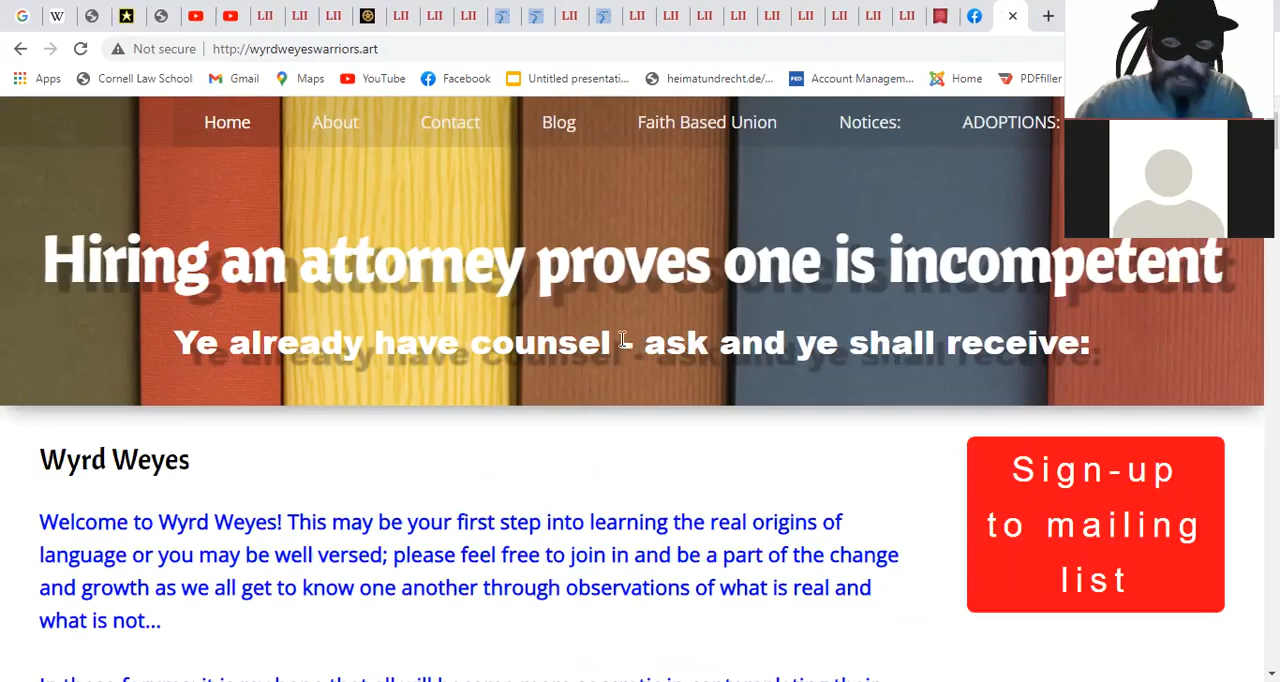 Not secure
http://wyrdweyeswarriors.art
Apps
Cornell Law School
Gmail
Maps
YouTube
Facebook
Untitled presentati...
heimatundrecht.de/...
Account Managem...
Home
PDFfiller
Home
About
Contact
Blog
Faith Based Union
Notices:
ADOPTIONS:
Hiring an attorney proves one is incompetent
Ye already have counsel - ask and ye shall receive:
Wyrd Weyes
Welcome to Wyrd Weyes! This may be your first step into learning the real origins of
language or you may be well versed; please feel free to join in and be a part of the change
and growth as we all get to know one another through observations of what is real and
what is not...
Sign-up
to mailing
list